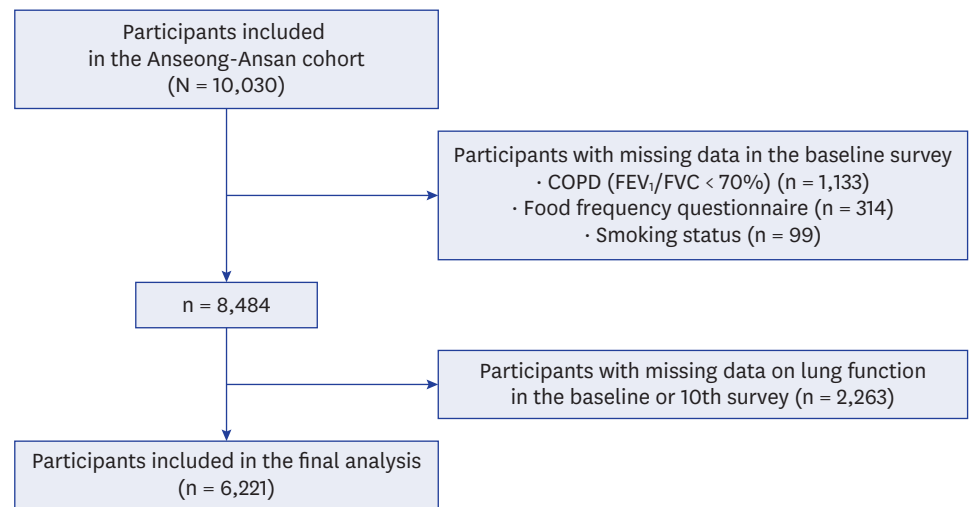 Participants included
in the Anseong-Ansan cohort
(N = 10,030)
Participants with missing data in the baseline survey
· COPD (FEV₁/FVC < 70%) (n = 1,133)
· Food frequency questionnaire (n = 314)
· Smoking status (n = 99)
n = 8,484
Participants with missing data on lung function
in the baseline or 10th survey (n = 2,263)
Participants included in the final analysis
(n = 6,221)